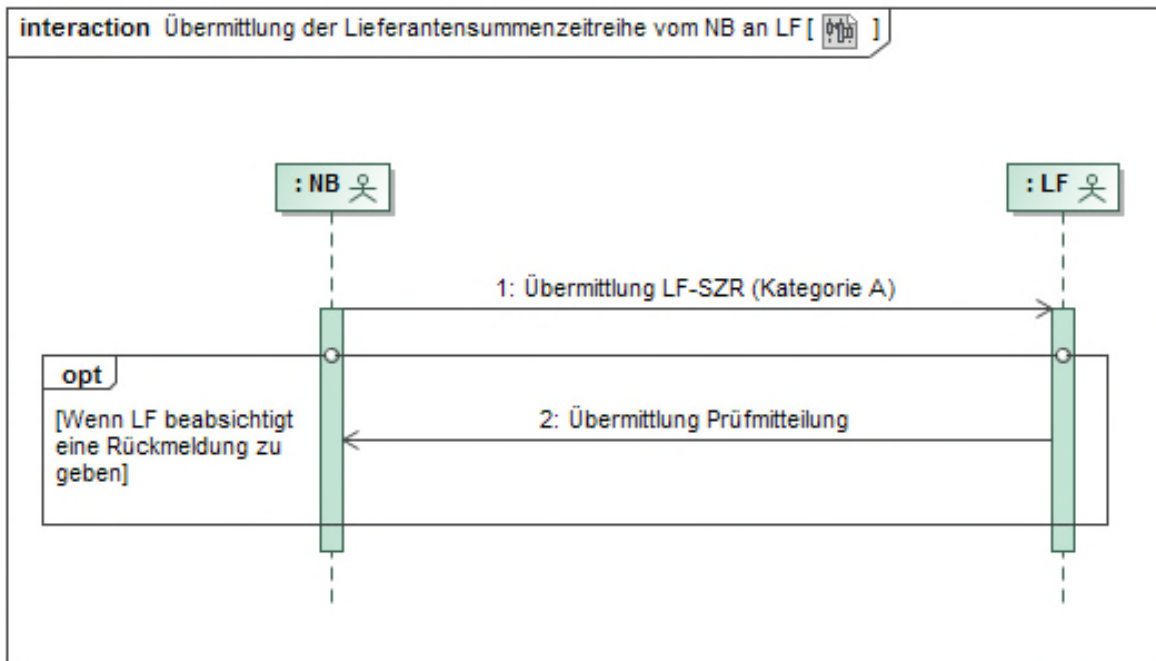 interaction Übermittlung der Lieferantensummenzeitreihe vom NB an LF [ ]
: NB
: LF
1: Übermittlung LF-SZR (Kategorie A)
opt
[Wenn LF beabsichtigt
eine Rückmeldung zu
geben]
2: Übermittlung Prüfmitteilung